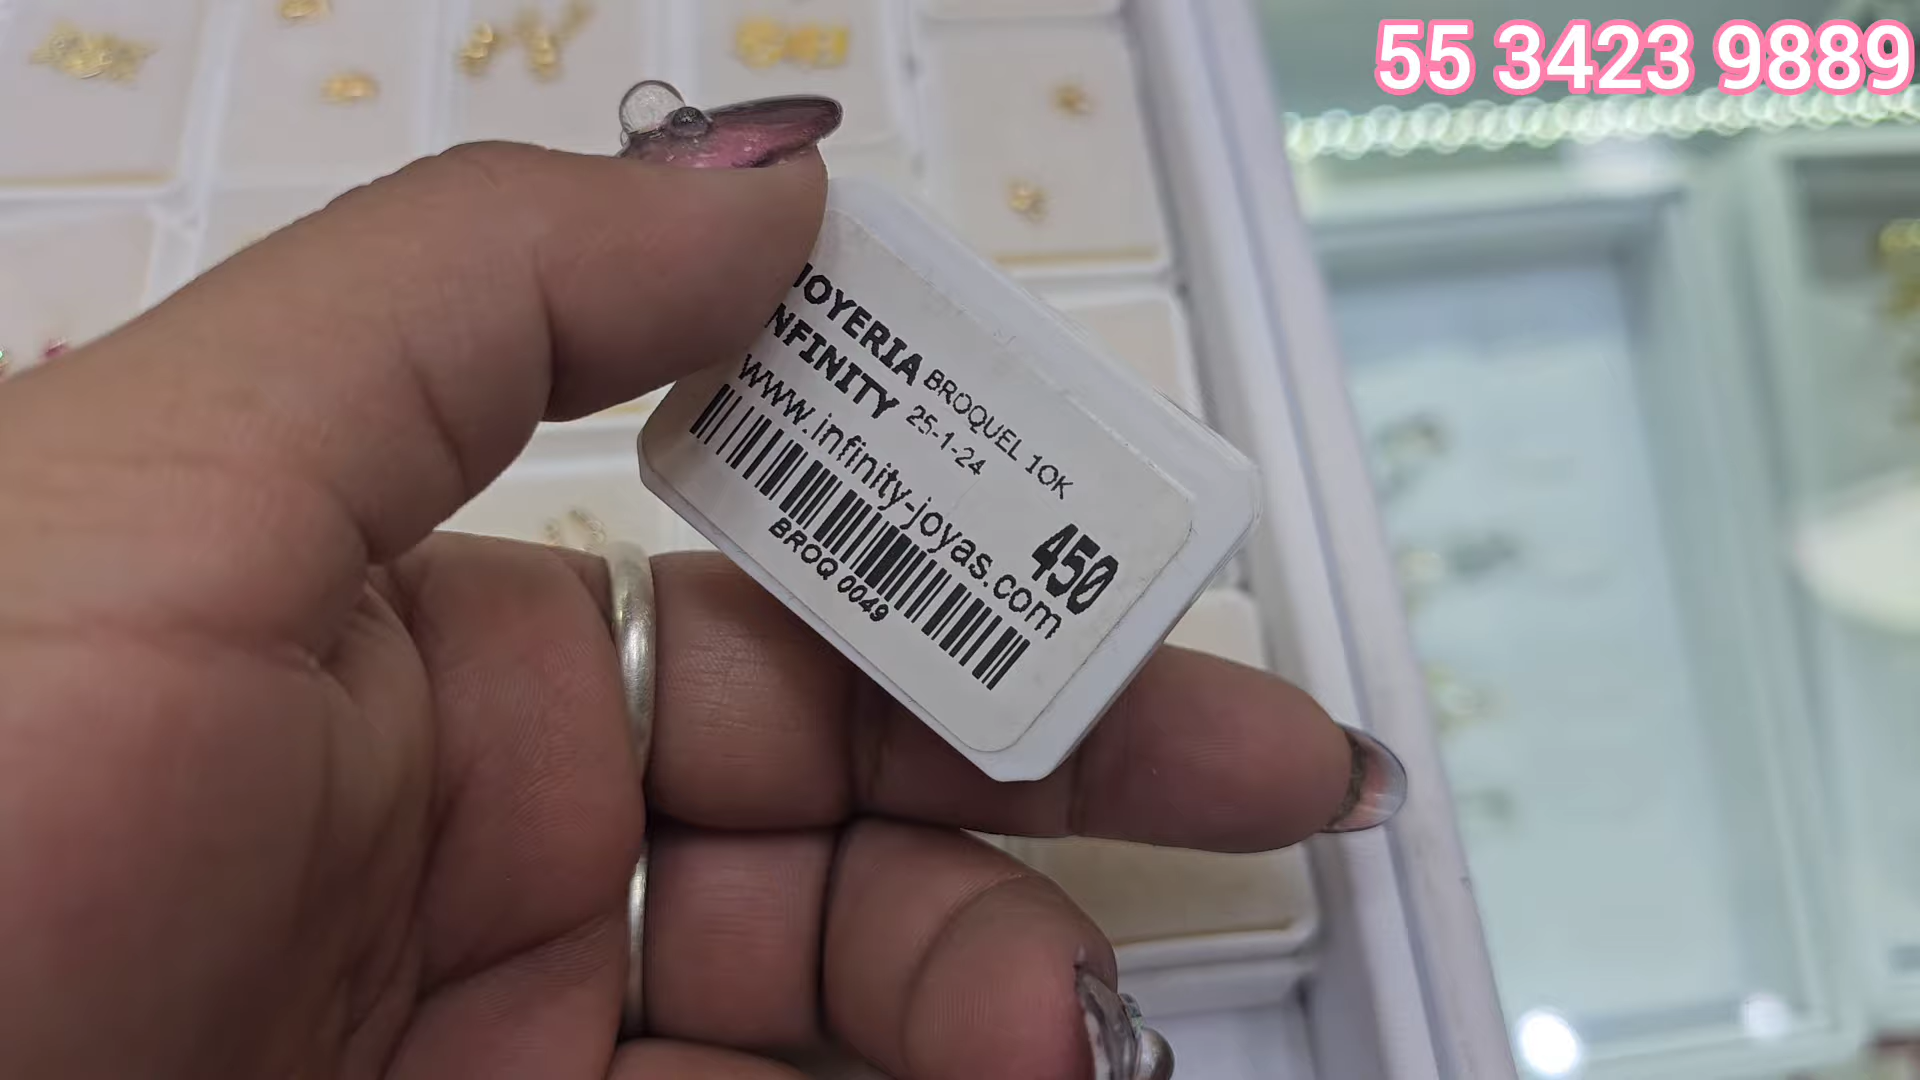 55 3423 9889
JOYERIA
INFINITY
BROQUEL 10K
25-1-24
www.infinity-joyas.com
450
BROQ 0049